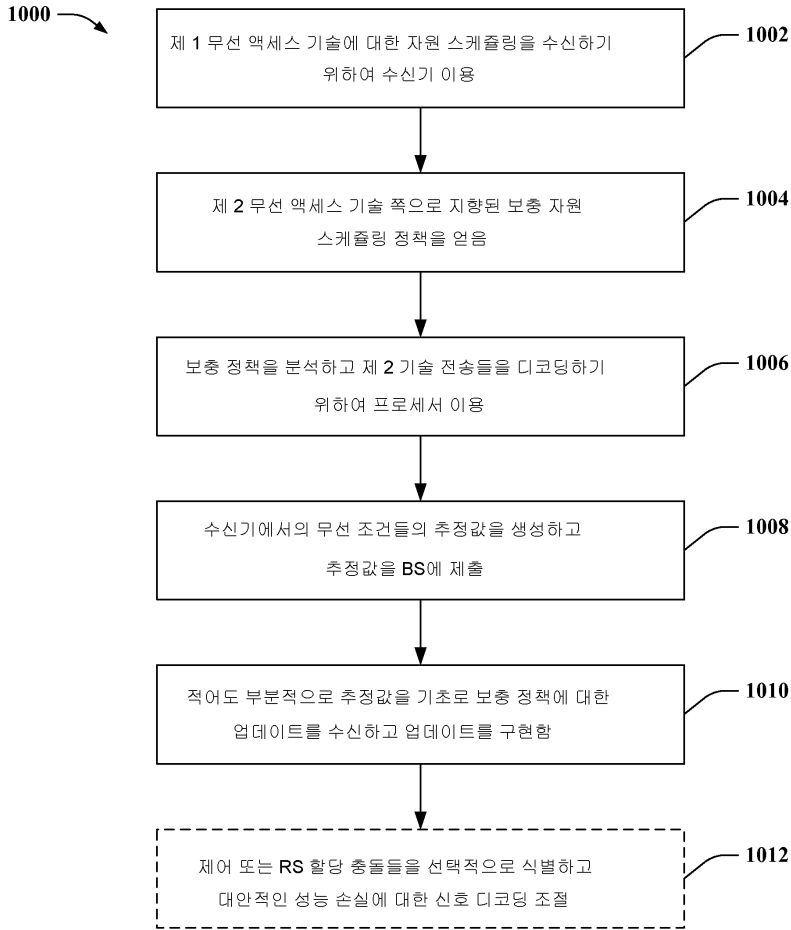 1000
제 1 무선 액세스 기술에 대한 자원 스케쥴링을 수신하기
위하여 수신기 이용
1002
제 2 무선 액세스 기술 쪽으로 지향된 보충 자원
스케쥴링 정책을 얻음
1004
보충 정책을 분석하고 제 2 기술 전송들을 디코딩하기
위하여 프로세서 이용
1006
수신기에서의 무선 조건들의 추정값을 생성하고
추정값을 BS에 제출
1008
적어도 부분적으로 추정값을 기초로 보충 정책에 대한
업데이트를 수신하고 업데이트를 구현함
1010
제어 또는 RS 할당 충돌들을 선택적으로 식별하고
대안적인 성능 손실에 대한 신호 디코딩 조절
1012